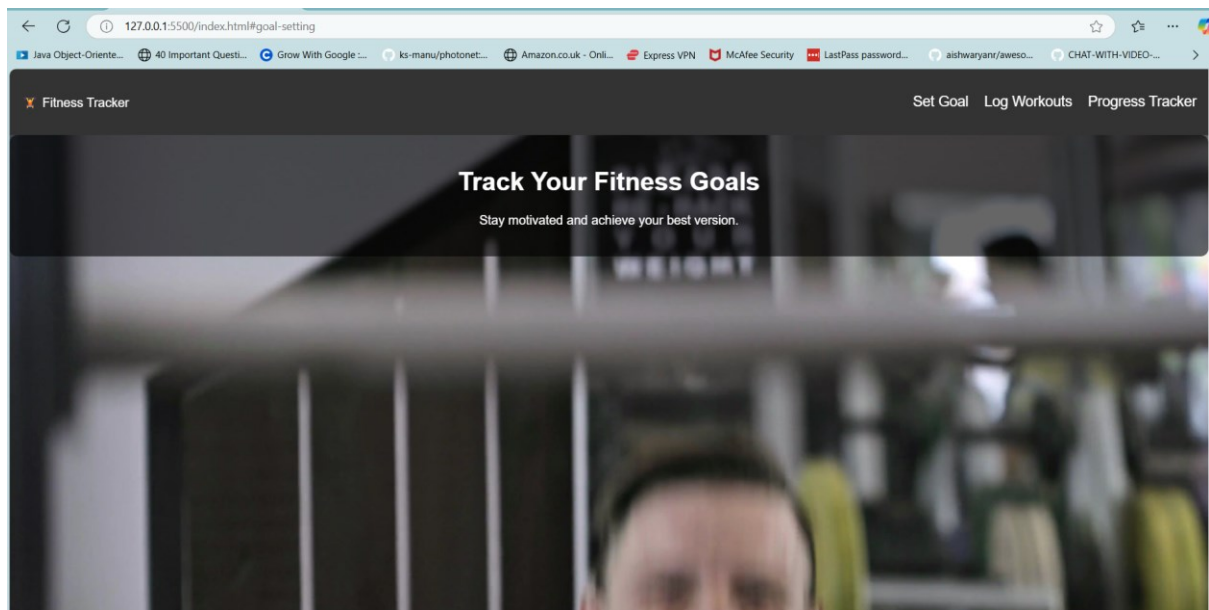 127.0.0.1:5500/index.html#goal-setting
Java Object-Oriente... 40 Important Questi... Grow With Google :... ks-manu/photonet:... Amazon.co.uk - Onli... Express VPN McAfee Security LastPass password... aishwaryanr/aweso... CHAT-WITH-VIDEO-...
Fitness Tracker Set Goal Log Workouts Progress Tracker
Track Your Fitness Goals
Stay motivated and achieve your best version.
YOUR
WEIGHT